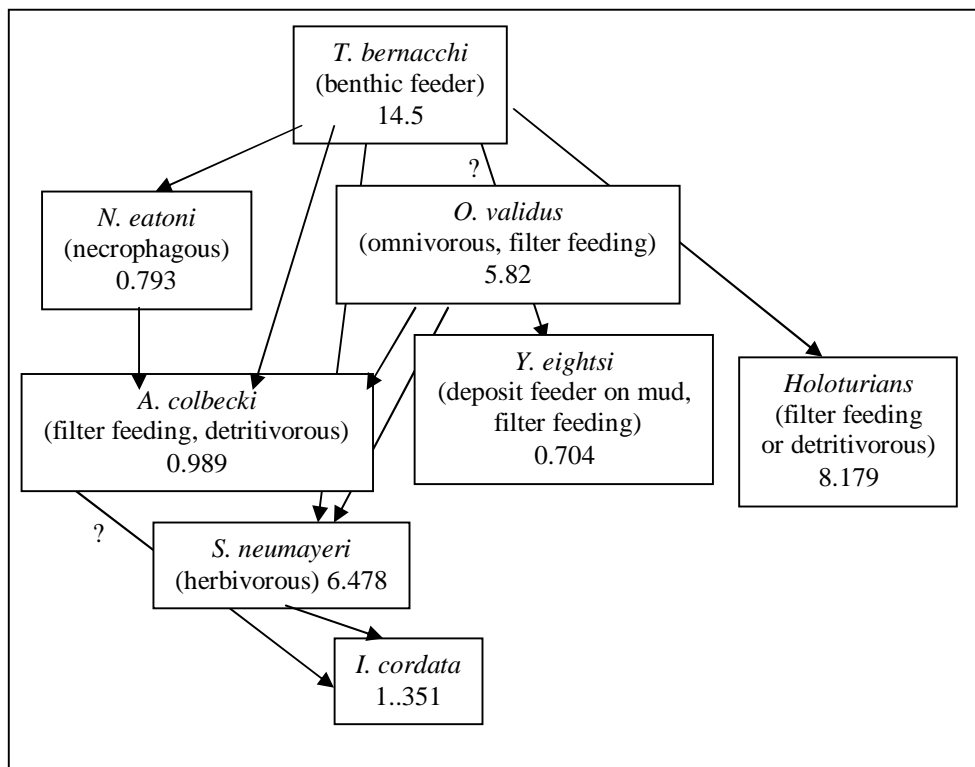 T. bernacchi
(benthic feeder)
14.5
?
N. eatoni
(necrophagous)
0.793
O. validus
(omnivorous, filter feeding)
5.82
A. colbecki
(filter feeding, detritivorous)
0.989
Y. eightsi
(deposit feeder on mud,
filter feeding)
0.704
Holoturians
(filter feeding
or detritivorous)
8.179
?
S. neumayeri
(herbivorous) 6.478
I. cordata
1..351